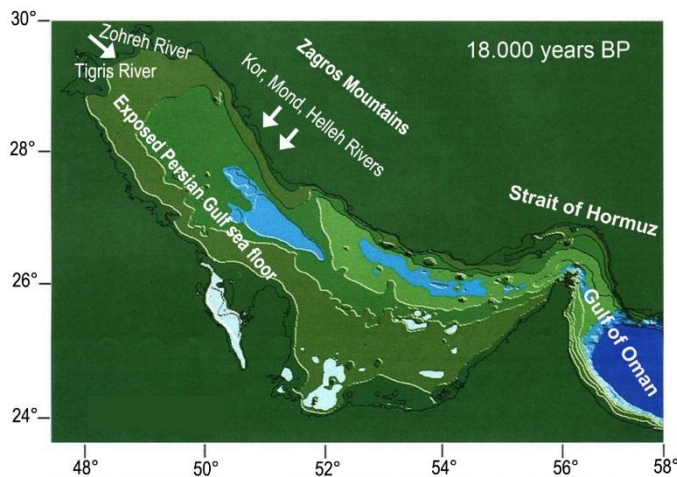 30°
28°
26°
24°
48°
50°
52°
54°
56°
58°
18.000 years BP
Zohreh River
Tigris River
Zagros Mountains
Kor, Mond, Helleh Rivers
Exposed Persian Gulf sea floor
Strait of Hormuz
Gulf of Oman